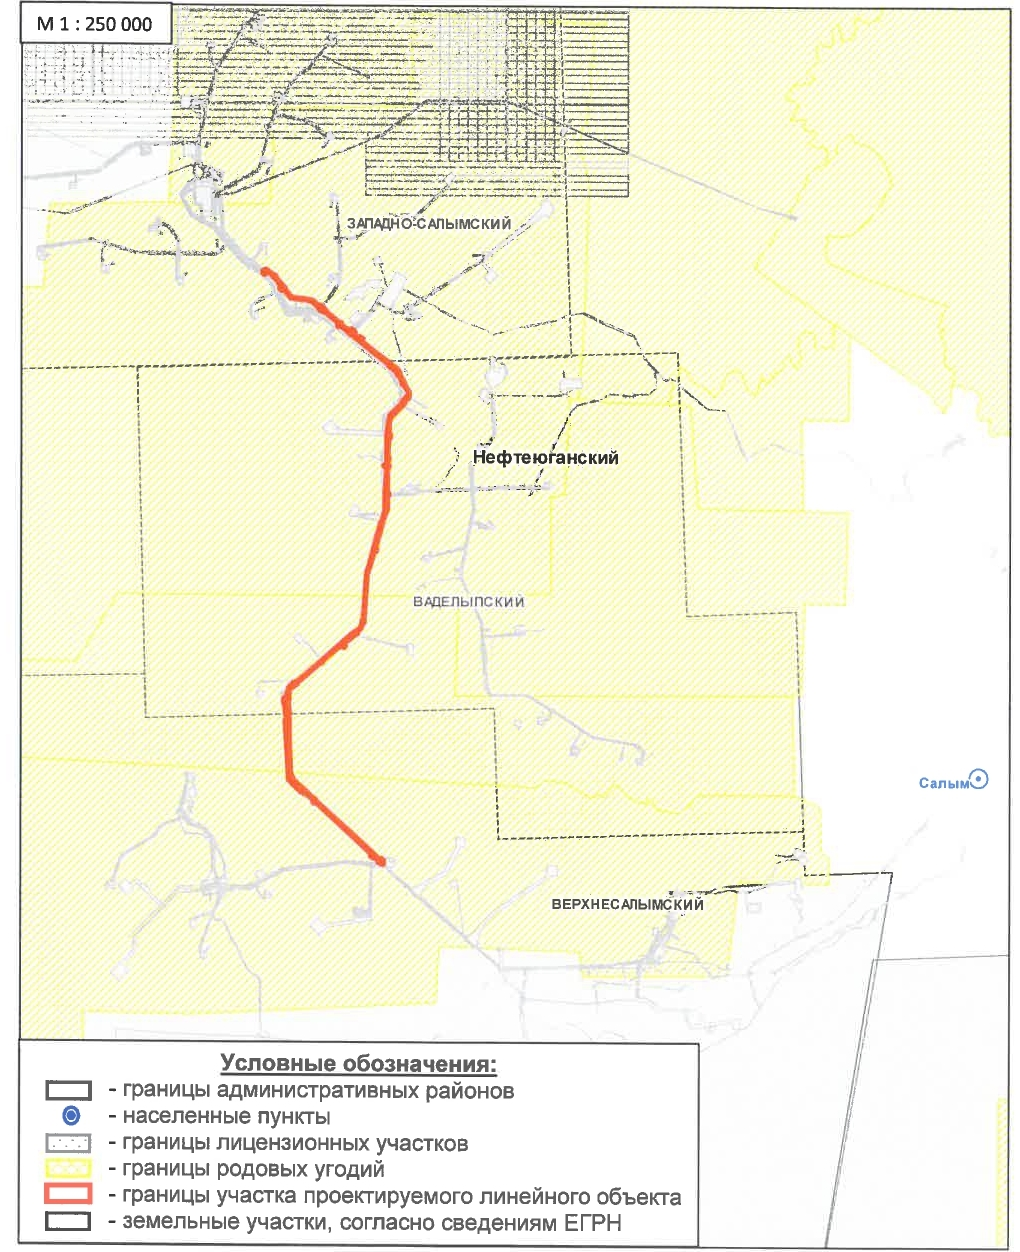 М 1 : 250 000
ЗАПАДНО-САЛЫМСКИЙ
Нефтеюганский
ВАДЕЛЫПСКИЙ
Салым
ВЕРХНЕСАЛЫМСКИЙ
Условные обозначения:
- границы административных районов
- населенные пункты
- границы лицензионных участков
- границы родовых угодий
- границы участка проектируемого линейного объекта
- земельные участки, согласно сведениям ЕГРН